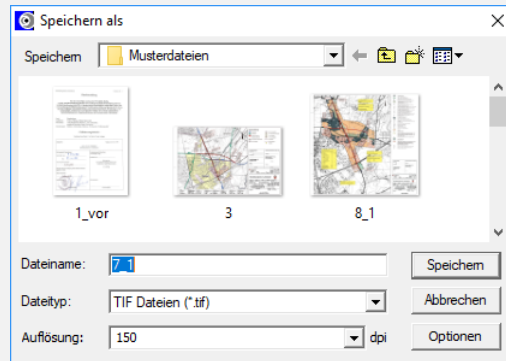 Speichern als
Speichern Musterdateien
1_vor 3 8_1
Dateiname: 7_1 Speichern
Dateityp: TIF Dateien (*.tif) Abbrechen
Auflösung: 150 dpi Optionen